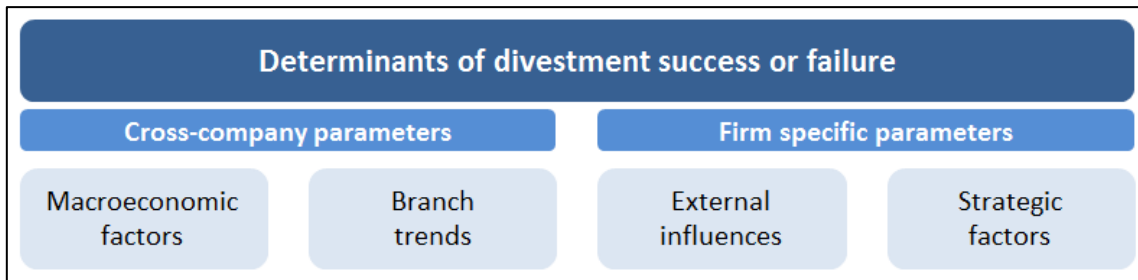 Determinants of divestment success or failure
Cross-company parameters
Firm specific parameters
Macroeconomic
factors
Branch
trends
External
influences
Strategic
factors